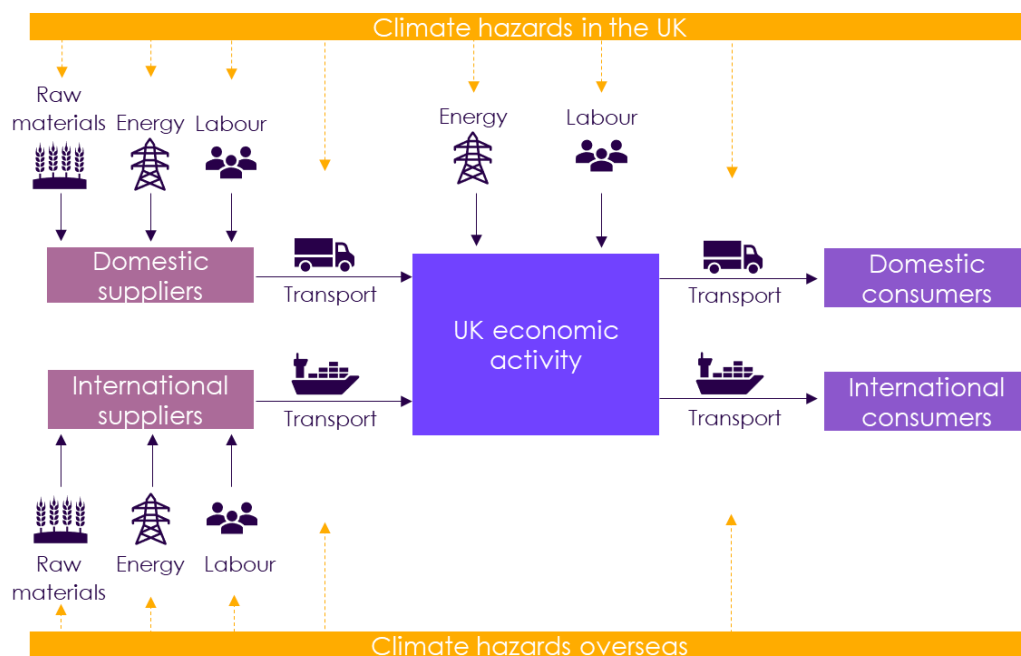 Climate hazards in the UK
Raw
materials
Energy
Labour
Energy
Labour
Domestic
suppliers
Transport
UK economic
activity
Transport
Domestic
consumers
International
suppliers
Transport
Transport
International
consumers
Raw
materials
Energy
Labour
Climate hazards overseas